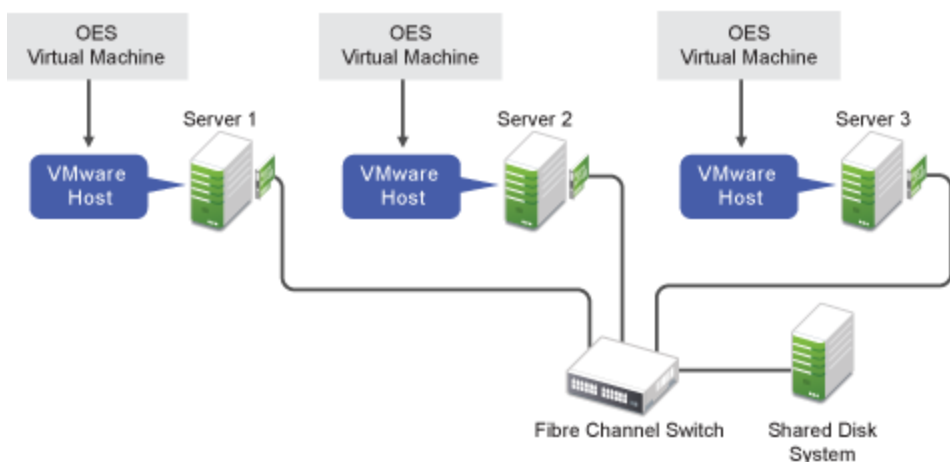 OES
Virtual Machine
OES
Virtual Machine
OES
Virtual Machine
Server 1
Server 2
Server 3
VMware
Host
VMware
Host
VMware
Host
Fibre Channel Switch
Shared Disk
System